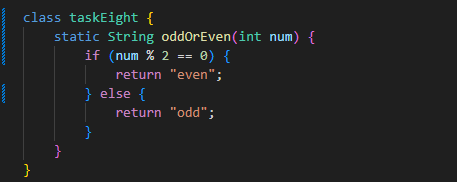 class taskEight {
    static String oddOrEven(int num) {
        if (num % 2 == 0) {
            return "even";
        } else {
            return "odd";
        }
    }
}